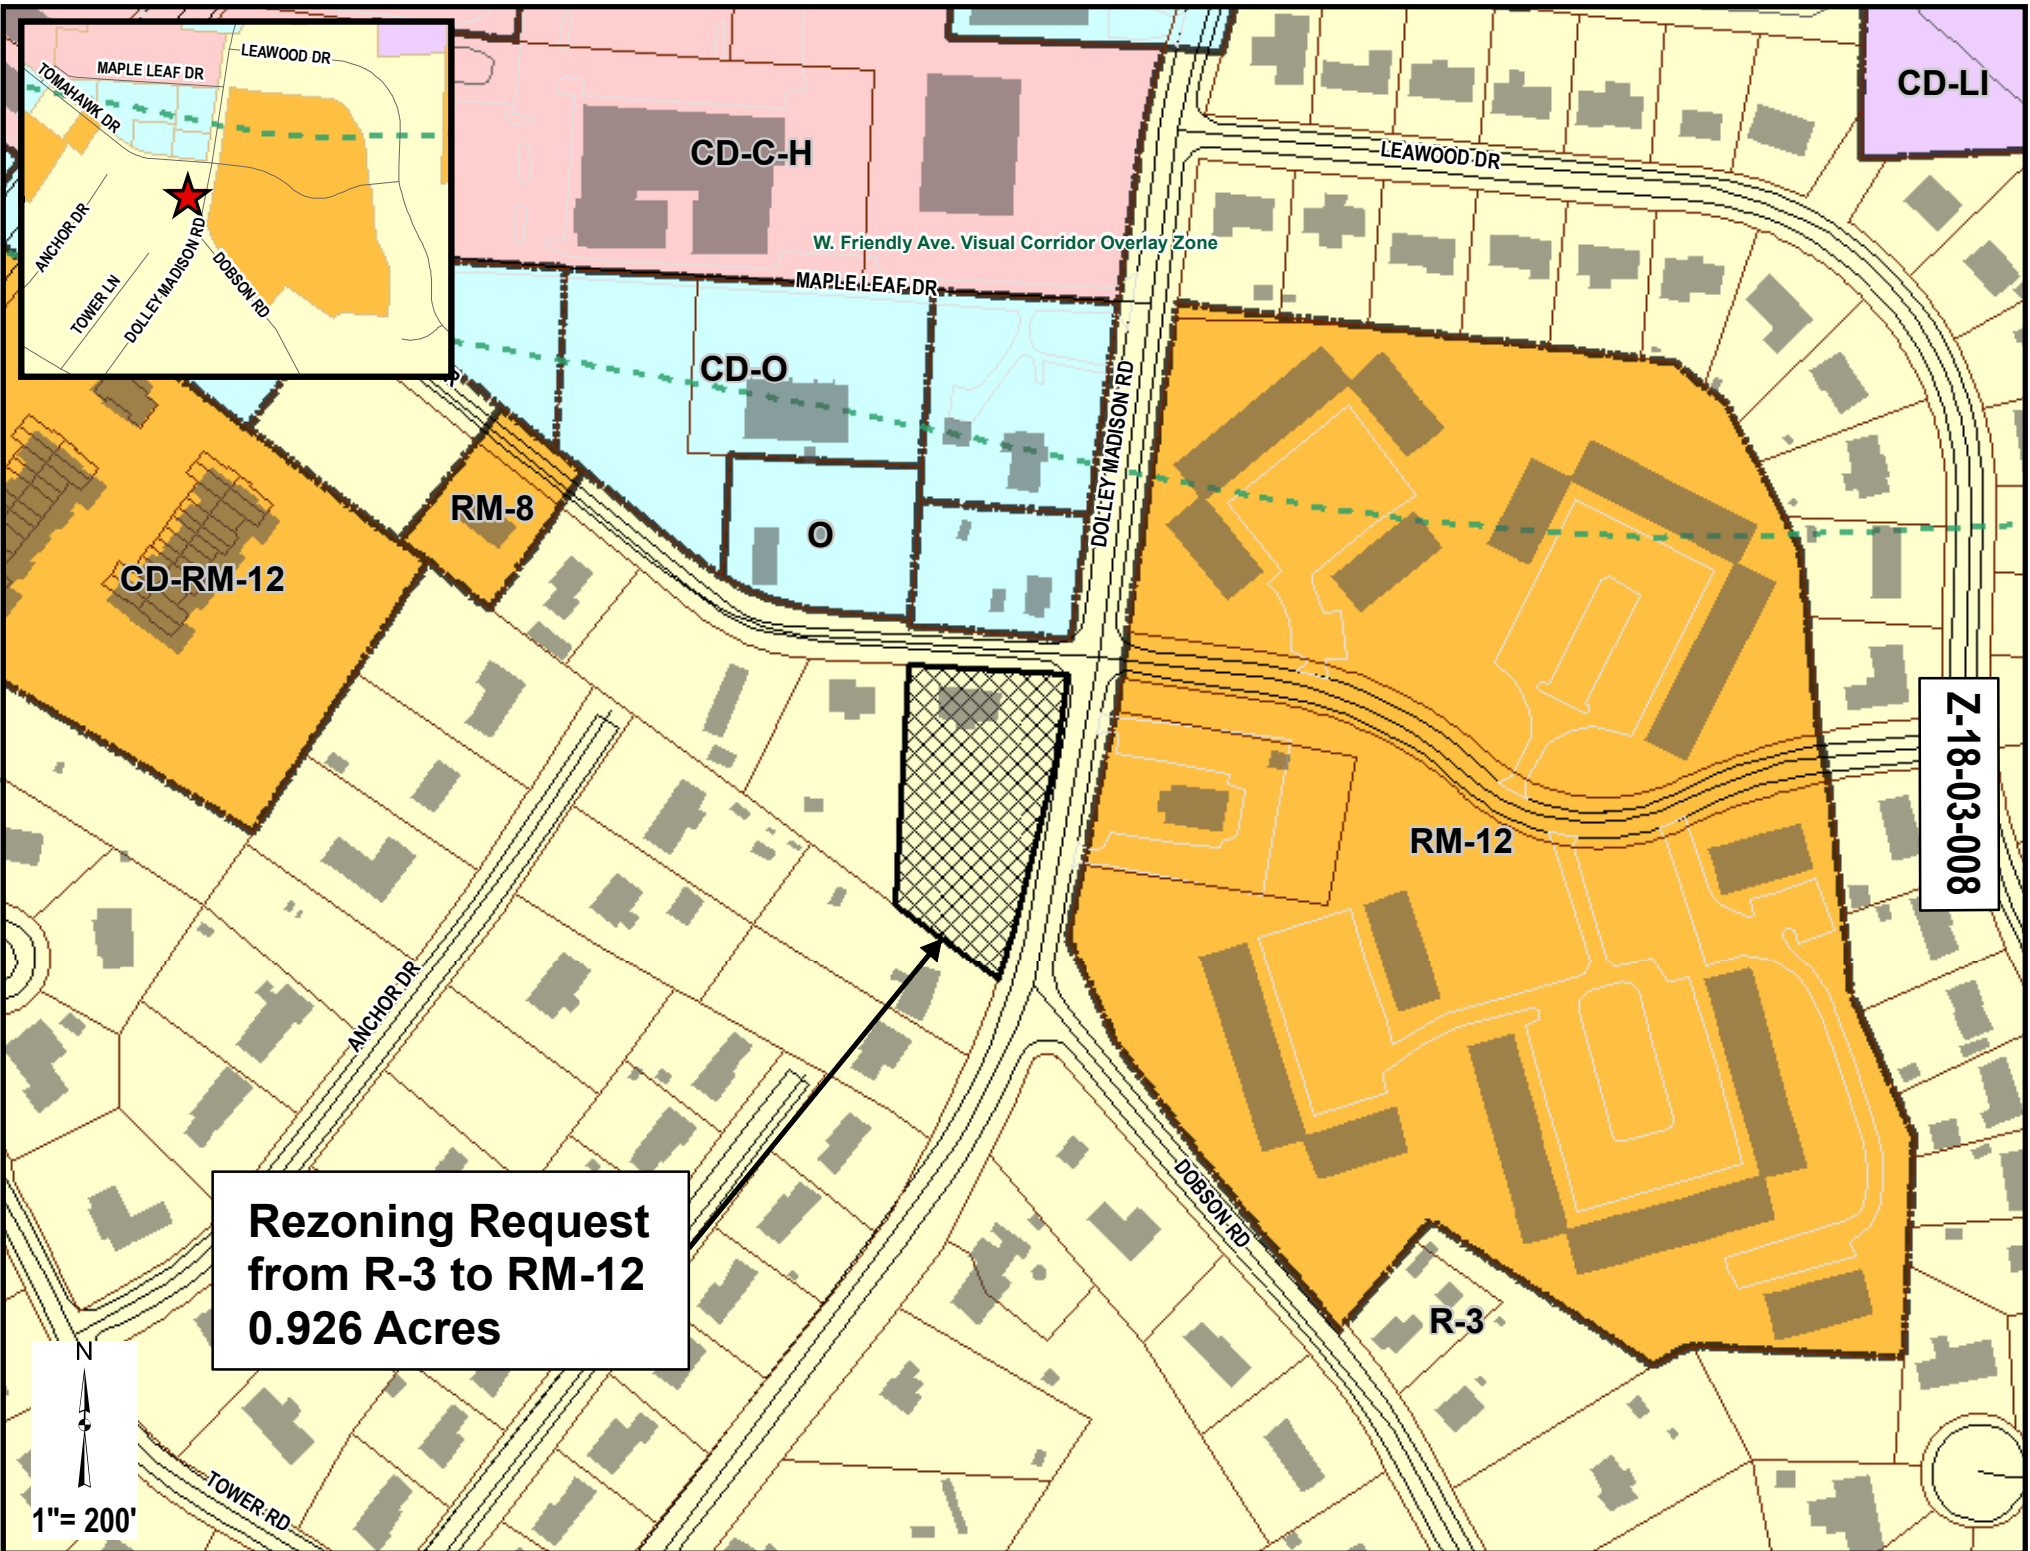 LEAWOOD DR
MAPLE LEAF DR
TOMAHAWK DR
ANCHOR DR
TOWER LN
DOLLEY MADISON RD
DOBSON RD
CD-LI
CD-C-H
LEAWOOD DR
W. Friendly Ave. Visual Corridor Overlay Zone
MAPLE LEAF DR
CD-O
DOLLEY MADISON RD
RM-8
O
CD-RM-12
Z-18-03-008
RM-12
ANCHOR DR
DOBSON RD
Rezoning Request
from R-3 to RM-12
0.926 Acres
R-3
N
1"= 200'
TOWER RD